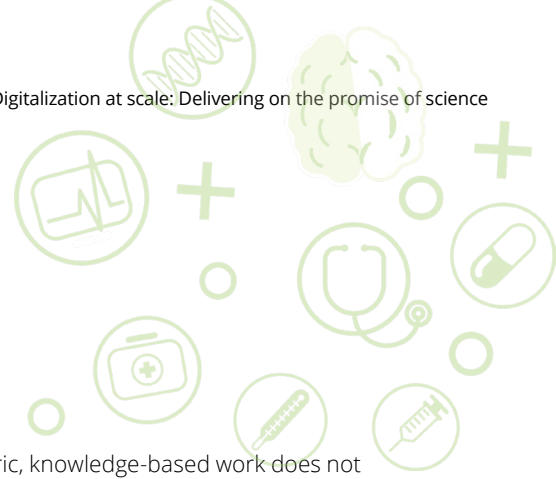 Digitalization at scale: Delivering on the promise of science
ric, knowledge-based work does not